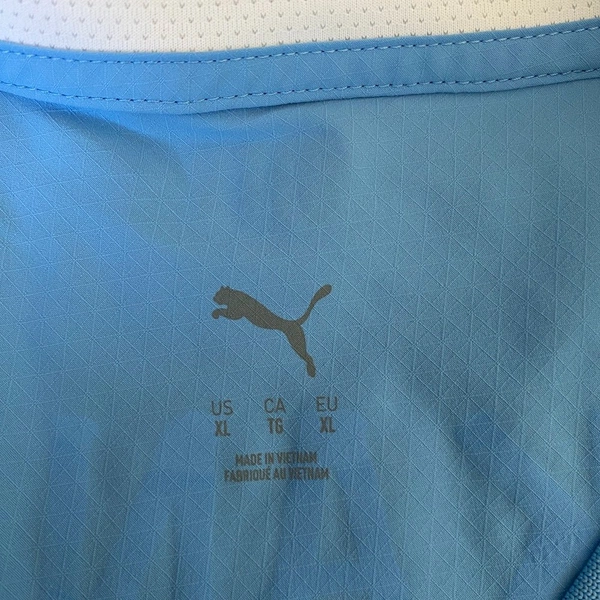 US CA EU
XL TG XL
MADE IN VIETNAM
FABRIQUÉ AU VIETNAM